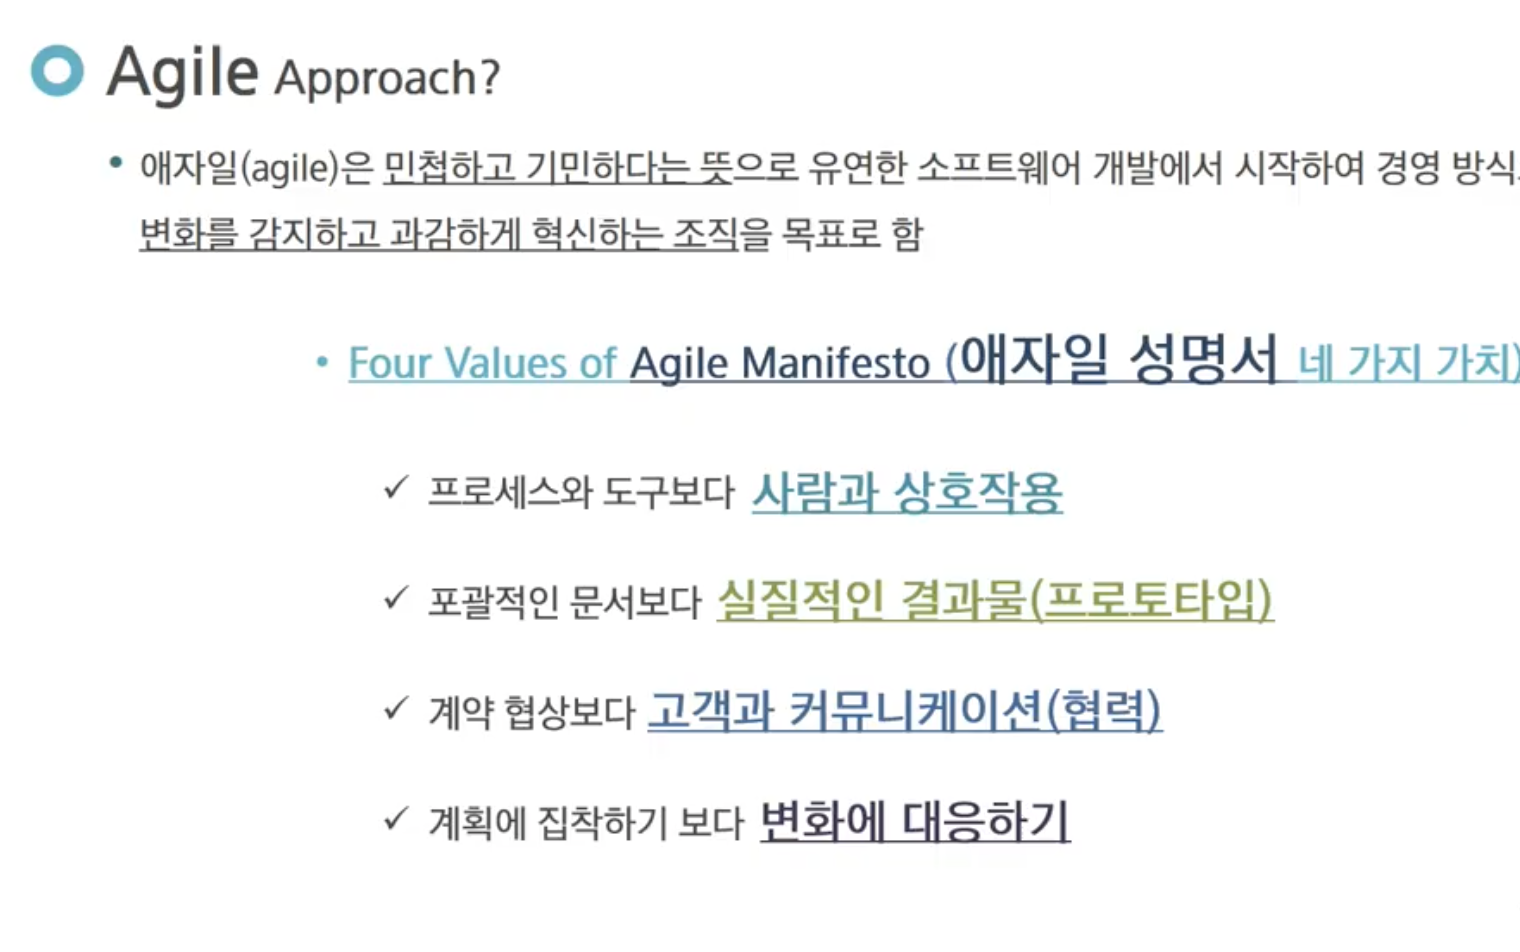 Agile Approach?
• 애자일(agile)은 민첩하고 기민하다는 뜻으로 유연한 소프트웨어 개발에서 시작하여 경영 방식
변화를 감지하고 과감하게 혁신하는 조직을 목표로 함
• Four Values of Agile Manifesto (애자일 성명서 네 가지 가치)
✓ 프로세스와 도구보다 사람과 상호작용
✓ 포괄적인 문서보다 실질적인 결과물(프로토타입)
✓ 계약 협상보다 고객과 커뮤니케이션(협력)
✓ 계획에 집착하기 보다 변화에 대응하기